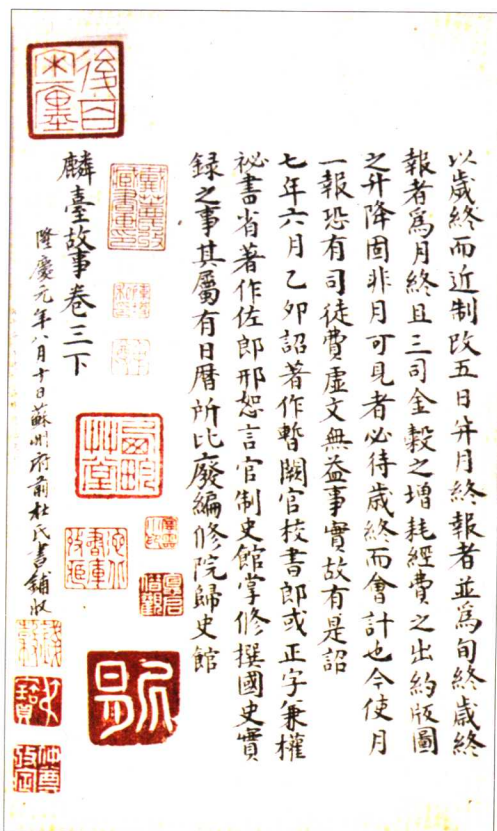 以歲終而近制改五日并月終報者並爲旬終歲終
報者爲月終且三司金穀之增耗經費之出約版圖
之升降固非月可見者必待歲終而會計也今使月
一報恐有司徒費虛文無益事實故有是詔
七年六月乙卯詔著作暫闕官校書郎或正字兼權
祕書省著作佐郎邢恕言官制史館掌修撰國史實
録之事其屬有日曆所比廢編修院歸史館
麟臺故事卷三下
隆慶元年八月十日蘇州府前杜氏書鋪收